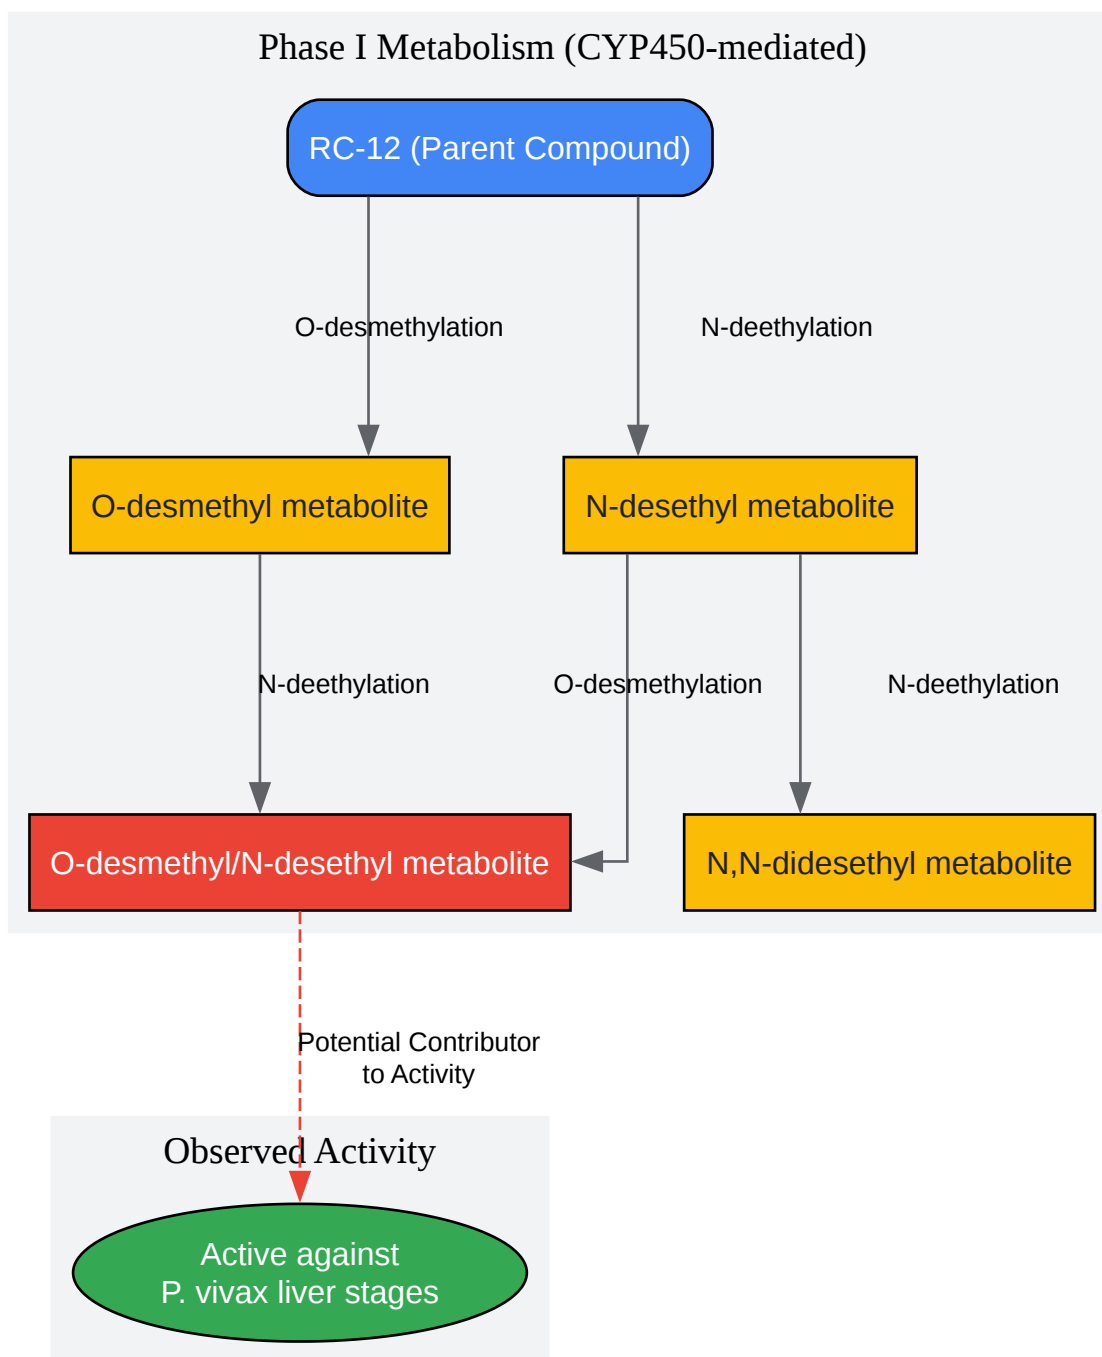 Phase I Metabolism (CYP450-mediated)
RC-12 (Parent Compound)
O-desmethylation
N-deethylation
O-desmethyl metabolite
N-desethyl metabolite
N-deethylation
O-desmethylation
N-deethylation
O-desmethyl/N-desethyl metabolite
N,N-didesethyl metabolite
Potential Contributor
to Activity
Observed Activity
Active against
P. vivax liver stages